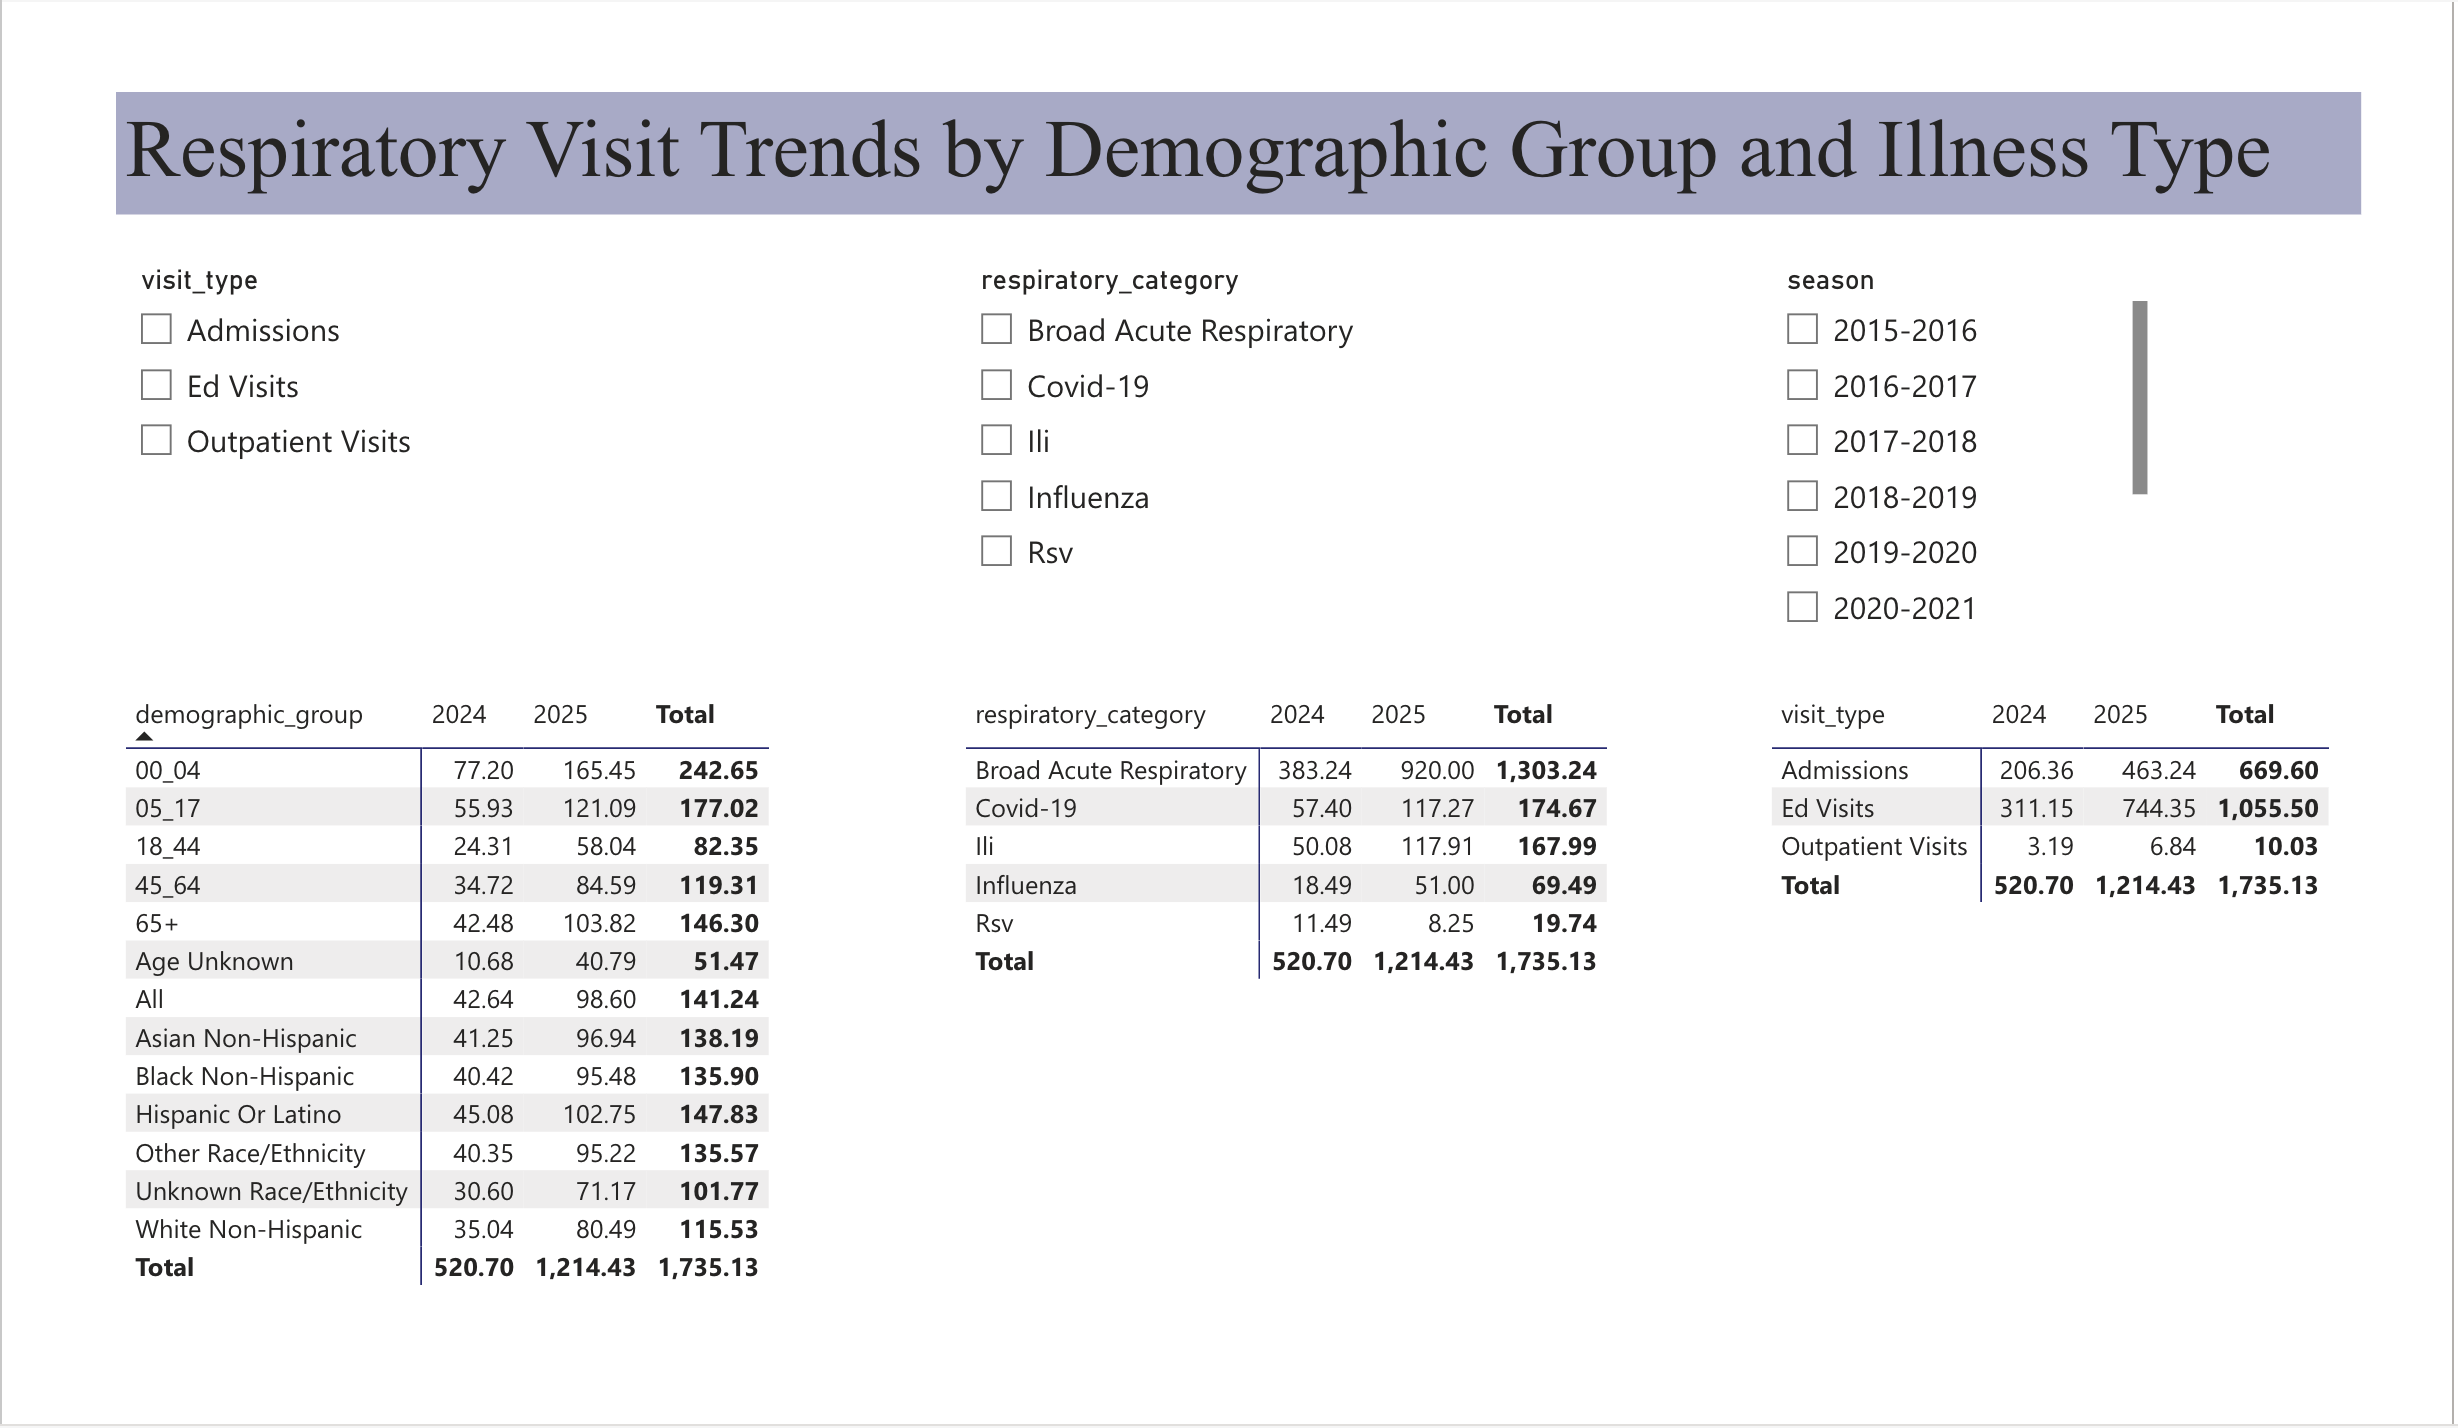 Respiratory Visit Trends by Demographic Group and Illness Type
visit_type
Admissions
Ed Visits
Outpatient Visits
respiratory_category
Broad Acute Respiratory
Covid-19
Ili
Influenza
Rsv
season
2015-2016
2016-2017
2017-2018
2018-2019
2019-2020
2020-2021
demographic_group 2024 2025 Total
00_04 77.20 165.45 242.65
05_17 55.93 121.09 177.02
18_44 24.31 58.04 82.35
45_64 34.72 84.59 119.31
65+ 42.48 103.82 146.30
Age Unknown 10.68 40.79 51.47
All 42.64 98.60 141.24
Asian Non-Hispanic 41.25 96.94 138.19
Black Non-Hispanic 40.42 95.48 135.90
Hispanic Or Latino 45.08 102.75 147.83
Other Race/Ethnicity 40.35 95.22 135.57
Unknown Race/Ethnicity 30.60 71.17 101.77
White Non-Hispanic 35.04 80.49 115.53
Total 520.70 1,214.43 1,735.13
respiratory_category 2024 2025 Total
Broad Acute Respiratory 383.24 920.00 1,303.24
Covid-19 57.40 117.27 174.67
Ili 50.08 117.91 167.99
Influenza 18.49 51.00 69.49
Rsv 11.49 8.25 19.74
Total 520.70 1,214.43 1,735.13
visit_type 2024 2025 Total
Admissions 206.36 463.24 669.60
Ed Visits 311.15 744.35 1,055.50
Outpatient Visits 3.19 6.84 10.03
Total 520.70 1,214.43 1,735.13